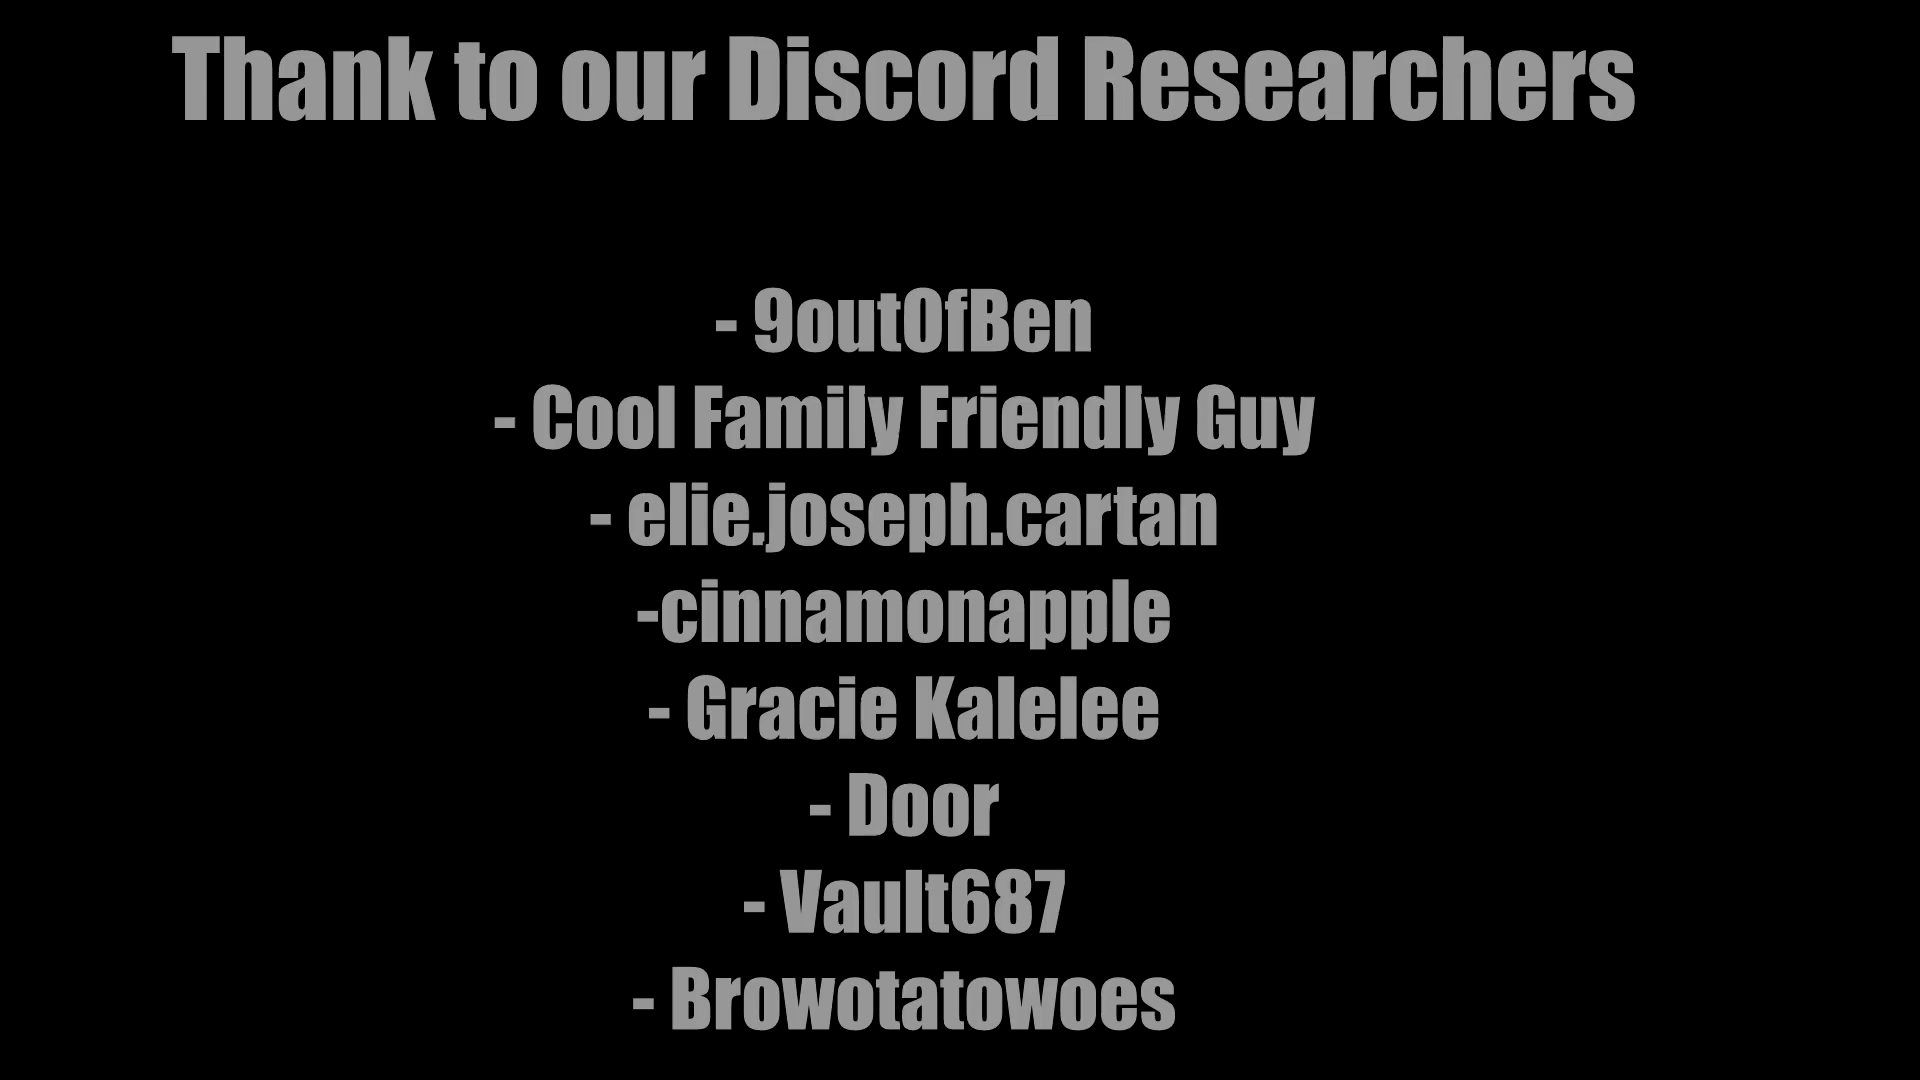 Thank to our Discord Researchers
- 9outOfBen
- Cool Family Friendly Guy
- elie.joseph.cartan
-cinnamonapple
- Gracie Kalelee
- Door
- Vault687
- Browotatowoes